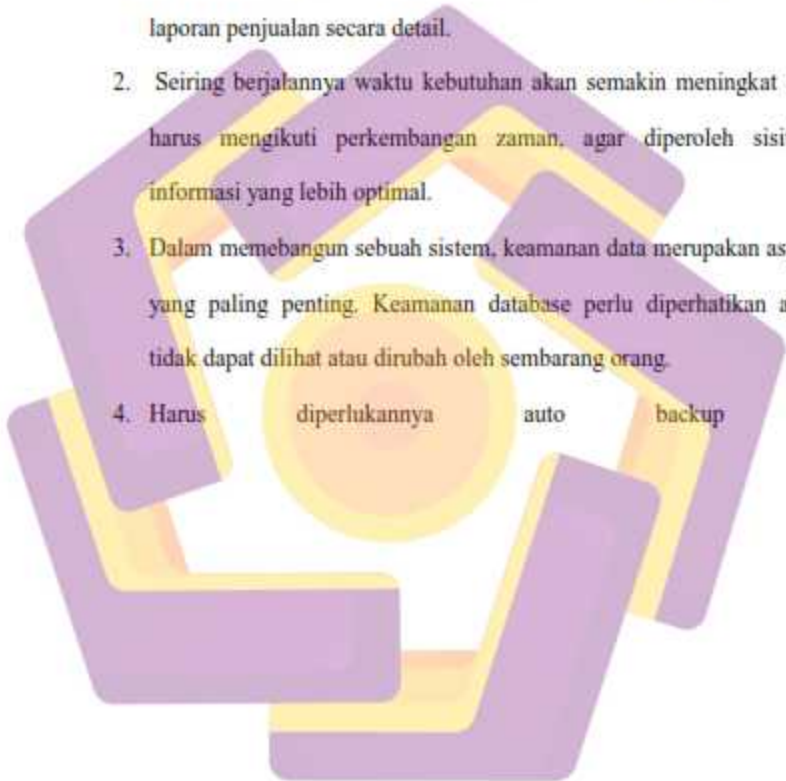 laporan penjualan secara detail.
2. Seiring berjalannya waktu kebutuhan akan semakin meningkat
harus mengikuti perkembangan zaman, agar diperoleh
informasi yang lebih optimal.
3. Dalam memebangun sebuah sistem, keamanan data merupakan
yang paling penting. Keamanan database perlu diperhatikan
tidak dapat dilihat atau dirubah oleh sembarang orang.
4. Harus diperlukannya auto backup